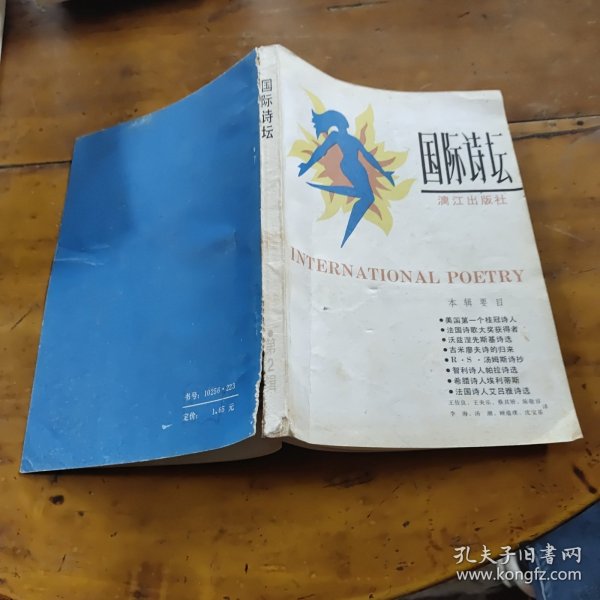 国际诗坛
第2辑
国际诗坛
漓江出版社
INTERNATIONAL POETRY
本辑要目
●美国第一个桂冠诗人
●法国诗歌大奖获得者
●沃兹涅先斯基诗选
●古米廖夫诗的归来
●R·S·汤姆斯诗抄
●智利诗人帕拉诗选
●希腊诗人埃利蒂斯
●法国诗人艾吕雅诗选
书号:10256·223
定价: 1.65 元
孔夫子旧书网
www.kongfz.com